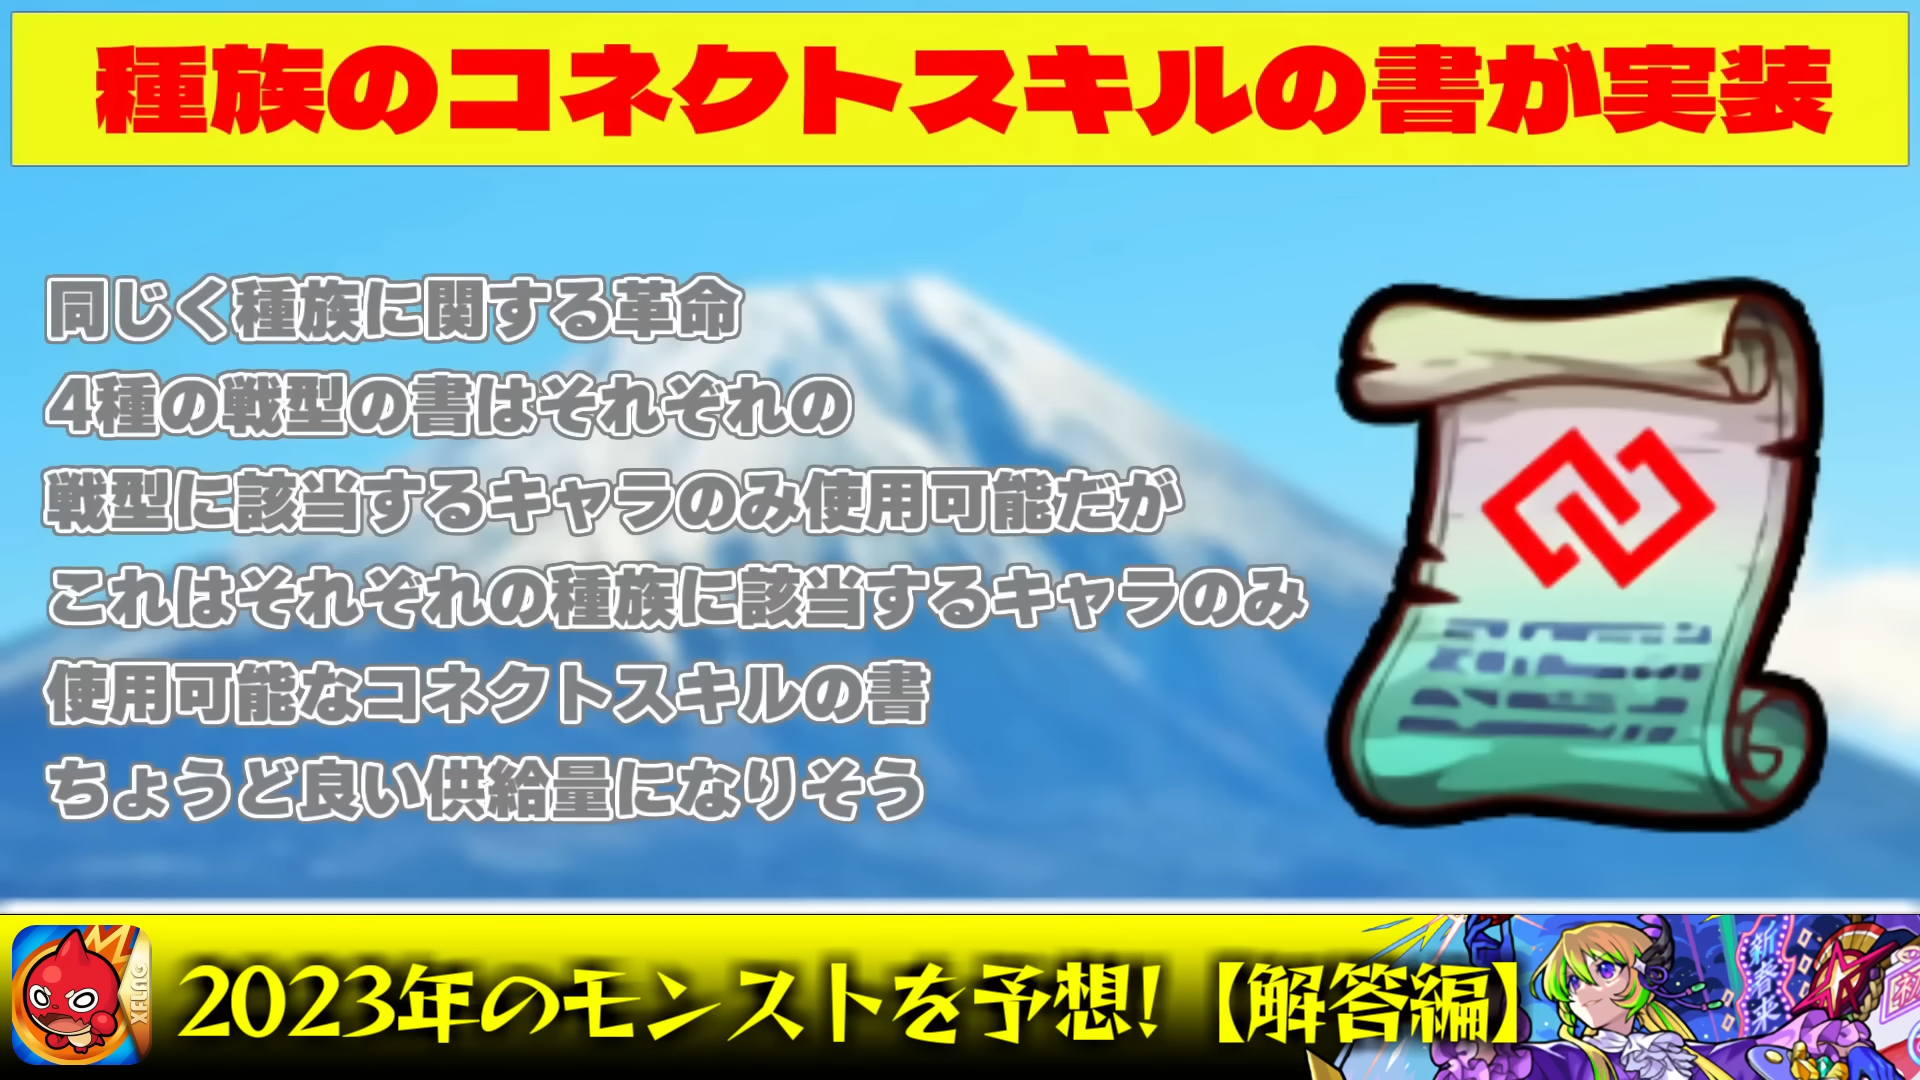 種族のコネクトスキルの書が実装
同じく種族に関する革命
4種の戦型の書はそれぞれの
戦型に該当するキャラのみ使用可能だが
これはそれぞれの種族に該当するキャラのみ
使用可能なコネクトスキルの書
ちょうど良い供給量になりそう
XFLAG
2023年のモンストを予想!【解答編】
新春来